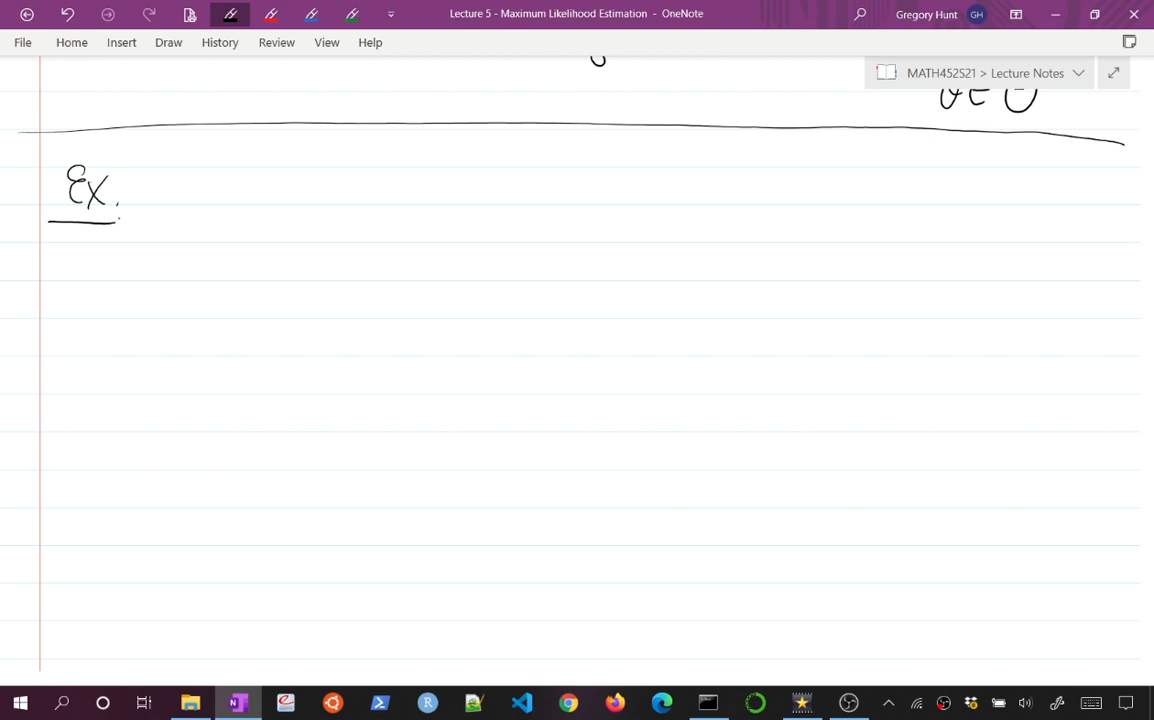 Lecture 5 - Maximum Likelihood Estimation - OneNote
Gregory Hunt GH
File Home Insert Draw History Review View Help
MATH452S21 > Lecture Notes
θ ∈ Θ
Ex.